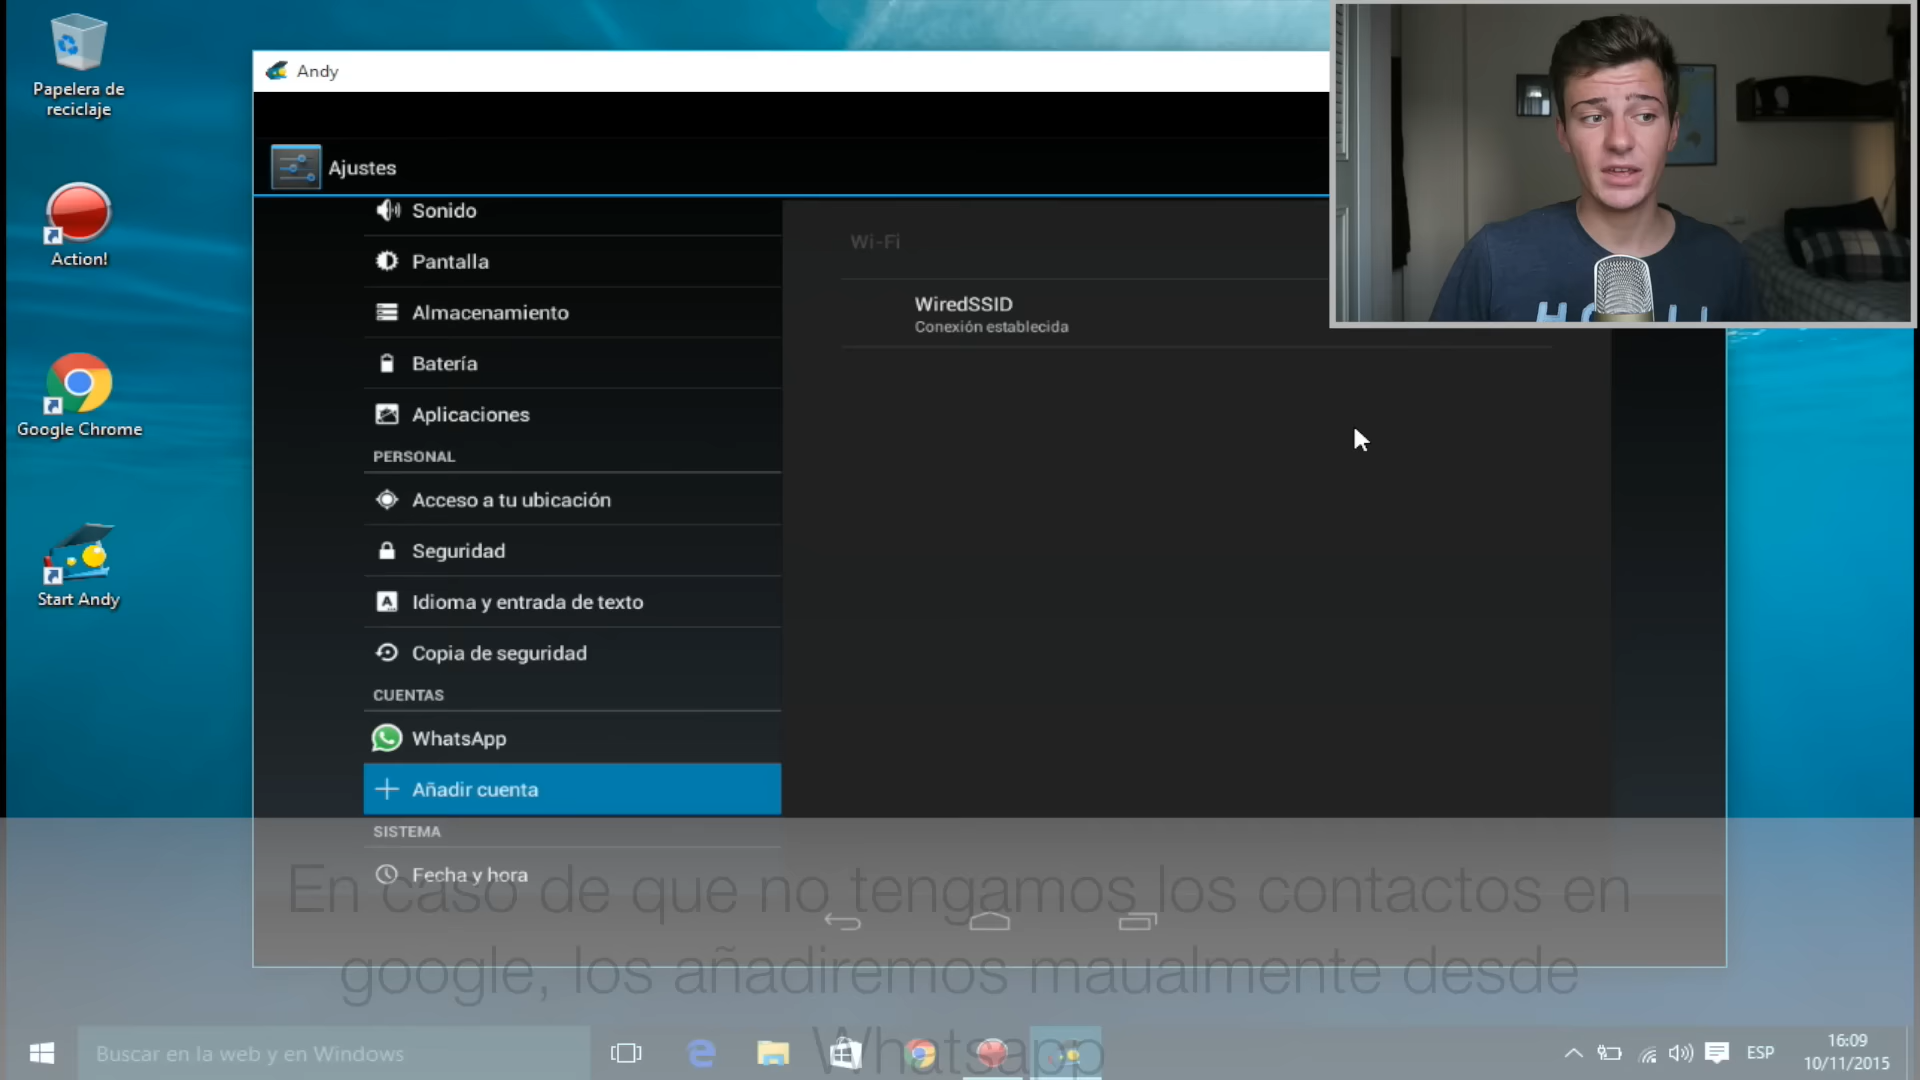 Papelera de
reciclaje
Action!
Google Chrome
Start Andy
Andy
Ajustes
Sonido
Pantalla
Almacenamiento
Batería
Aplicaciones
PERSONAL
Acceso a tu ubicación
Seguridad
Idioma y entrada de texto
Copia de seguridad
CUENTAS
WhatsApp
Añadir cuenta
SISTEMA
Fecha y hora
Wi-Fi
WiredSSID
Conexión establecida
En caso de que no tengamos los contactos en
google, los añadiremos maualmente desde
Whatsapp
Buscar en la web y en Windows
ESP
16:09
10/11/2015